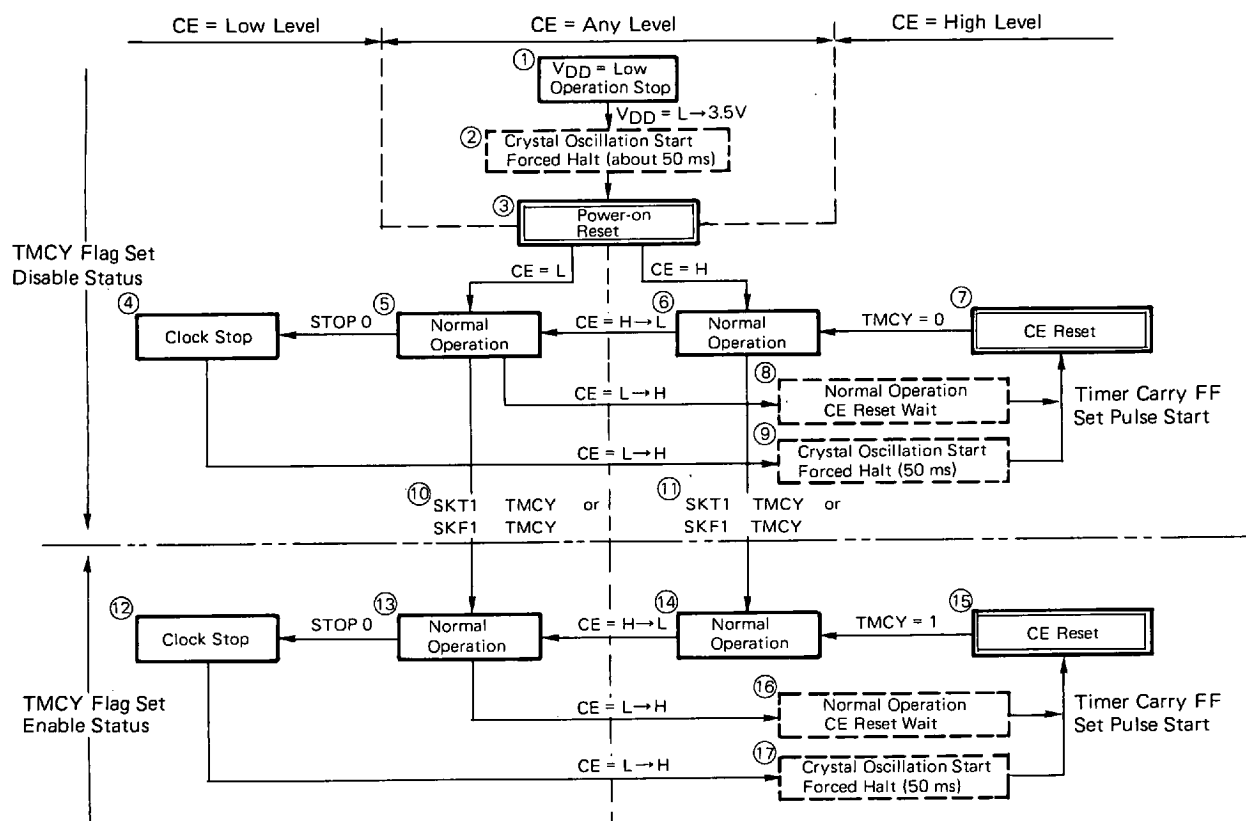 CE = Low Level
CE = Any Level
CE = High Level
①
VDD = Low
Operation Stop
VDD = L→3.5V
②
Crystal Oscillation Start
Forced Halt (about 50 ms)
③
Power-on
Reset
TMCY Flag Set
Disable Status
CE = L
CE = H
④
Clock Stop
STOP 0
⑤
Normal
Operation
CE = H→L
⑥
Normal
Operation
TMCY = 0
⑦
CE Reset
CE = L→H
⑧
Normal Operation
CE Reset Wait
Timer Carry FF
Set Pulse Start
CE = L→H
⑨
Crystal Oscillation Start
Forced Halt (50 ms)
⑩
SKT1 TMCY or
SKF1 TMCY
⑪
SKT1 TMCY or
SKF1 TMCY
⑫
Clock Stop
STOP 0
⑬
Normal
Operation
CE = H→L
⑭
Normal
Operation
TMCY = 1
⑮
CE Reset
TMCY Flag Set
Enable Status
CE = L→H
⑯
Normal Operation
CE Reset Wait
Timer Carry FF
Set Pulse Start
CE = L→H
⑰
Crystal Oscillation Start
Forced Halt (50 ms)